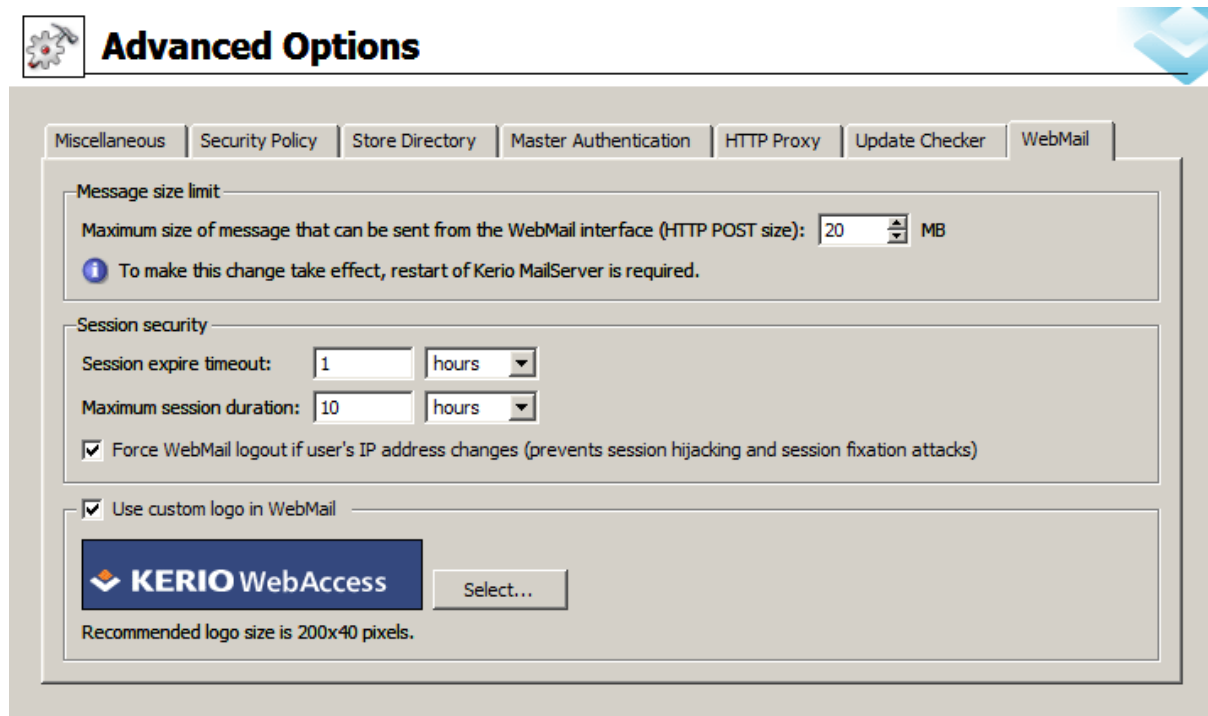 Advanced Options
Miscellaneous Security Policy Store Directory Master Authentication HTTP Proxy Update Checker WebMail
Message size limit
Maximum size of message that can be sent from the WebMail interface (HTTP POST size): 20 MB
To make this change take effect, restart of Kerio MailServer is required.
Session security
Session expire timeout: 1 hours
Maximum session duration: 10 hours
Force WebMail logout if user's IP address changes (prevents session hijacking and session fixation attacks)
Use custom logo in WebMail
KERIO WebAccess Select...
Recommended logo size is 200x40 pixels.